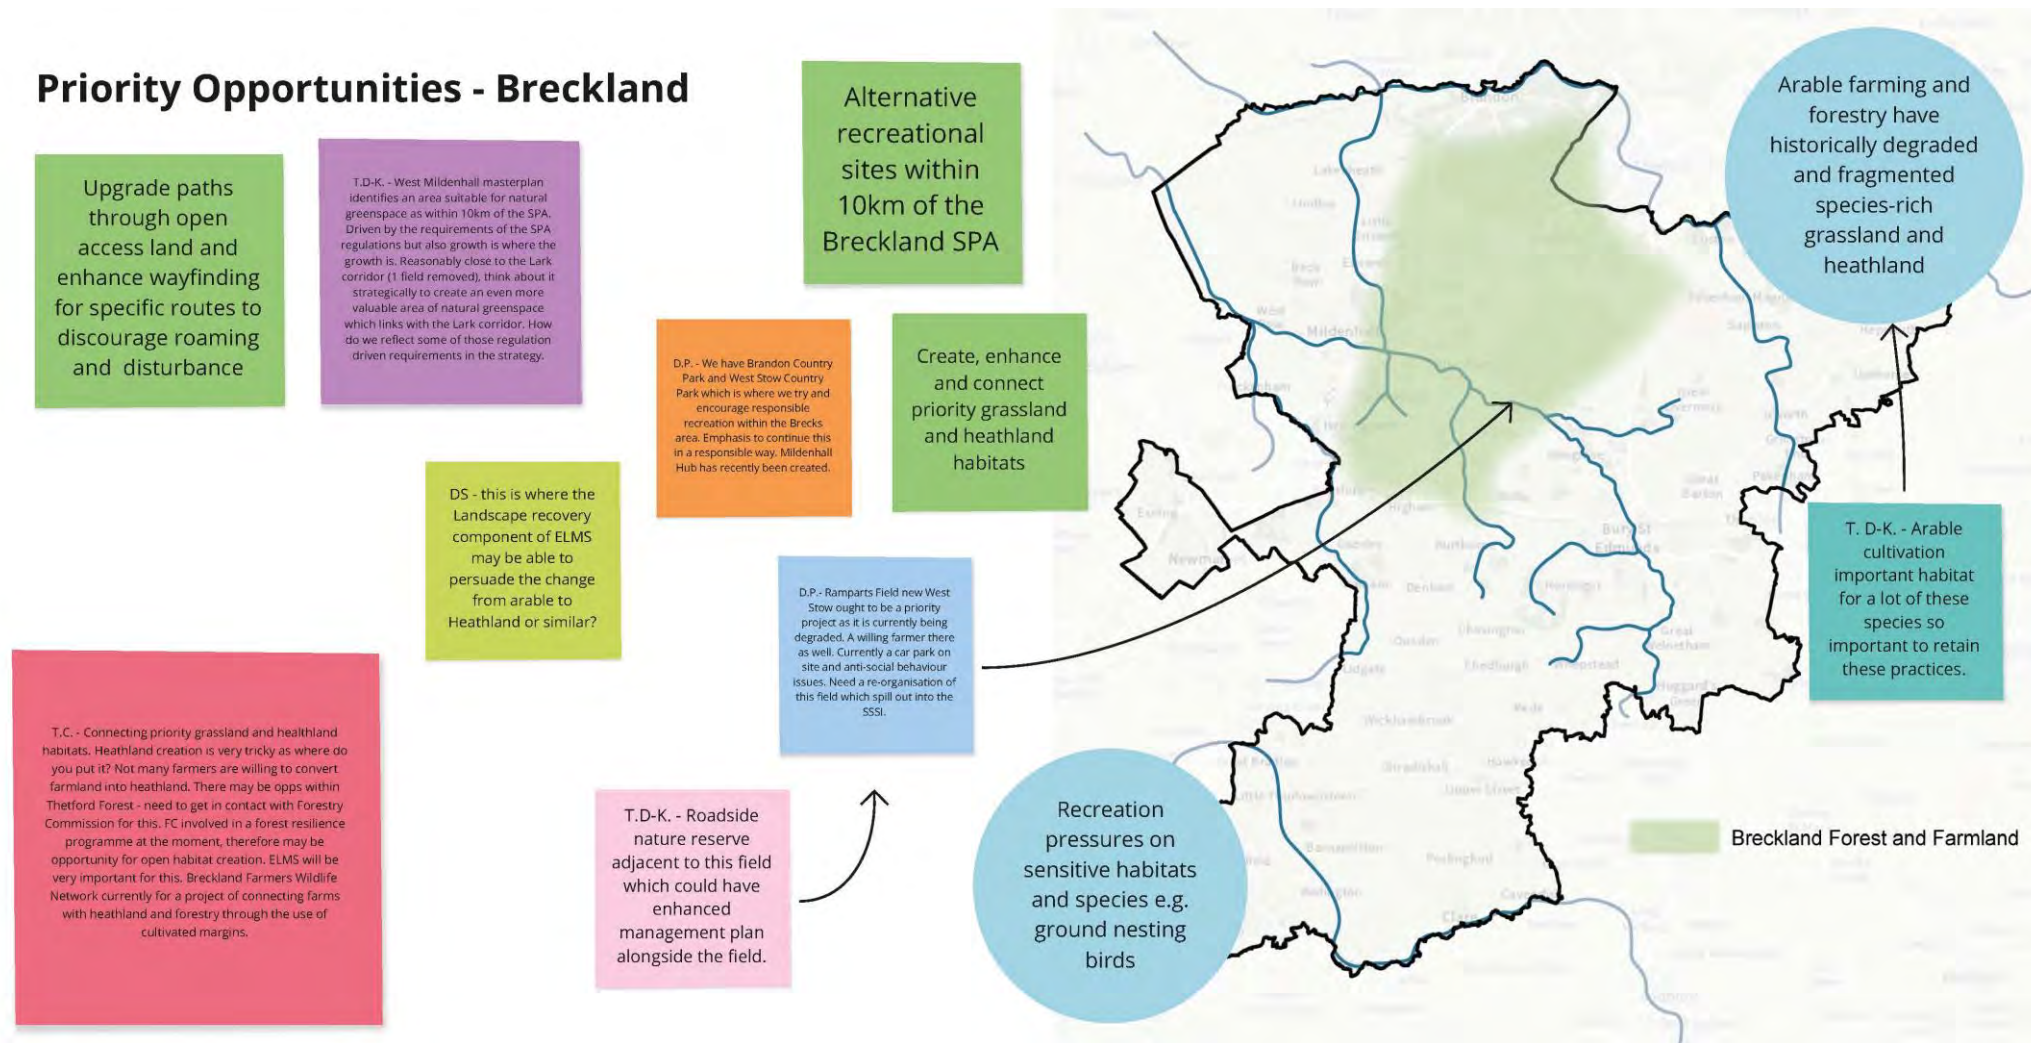 Priority Opportunities - Breckland
Upgrade paths
through open
access land and
enhance wayfinding
for specific routes to
discourage roaming
and disturbance
T.D-K. - West Mildenhall masterplan
identifies an area suitable for natural
greenspace as within 10km of the SPA.
Driven by the requirements of the SPA
regulations but also growth is where the
growth is. Reasonably close to the Lark
corridor (1 field removed), think about it
strategically to create an even more
valuable area of natural greenspace
which links with the Lark corridor. How
do we reflect some of those regulation
driven requirements in the strategy.
Alternative
recreational
sites within
10km of the
Breckland SPA
D.P. - We have Brandon Country
Park and West Stow Country
Park which is where we try and
encourage responsible
recreation within the Brecks
area. Emphasis to continue this
in a responsible way. Mildenhall
Hub has recently been created.
Create, enhance
and connect
priority grassland
and heathland
habitats
DS - this is where the
Landscape recovery
component of ELMS
may be able to
persuade the change
from arable to
Heathland or similar?
D.P.- Ramparts Field new West
Stow ought to be a priority
project as it is currently being
degraded. A willing farmer there
as well. Currently a car park on
site and anti-social behaviour
issues. Need a re-organisation of
this field which spill out into the
SSSI.
T.C. - Connecting priority grassland and healthland
habitats. Heathland creation is very tricky as where do
you put it? Not many farmers are willing to convert
farmland into heathland. There may be opps within
Thetford Forest - need to get in contact with Forestry
Commission for this. FC involved in a forest resilience
programme at the moment, therefore may be
opportunity for open habitat creation. ELMS will be
very important for this. Breckland Farmers Wildlife
Network currently for a project of connecting farms
with heathland and forestry through the use of
cultivated margins.
T.D-K. - Roadside
nature reserve
adjacent to this field
which could have
enhanced
management plan
alongside the field.
Recreation
pressures on
sensitive habitats
and species e.g.
ground nesting
birds
Arable farming and
forestry have
historically degraded
and fragmented
species-rich
grassland and
heathland
T. D-K. - Arable
cultivation
important habitat
for a lot of these
species so
important to retain
these practices.
Breckland Forest and Farmland
Brandon
Lakenheath
Mildenhall
Exning
Bury St
Edmunds
Great
Barton
Denham
Ousden
Chedburgh
Lidgate
Wickhambrook
Stradishall
Clare